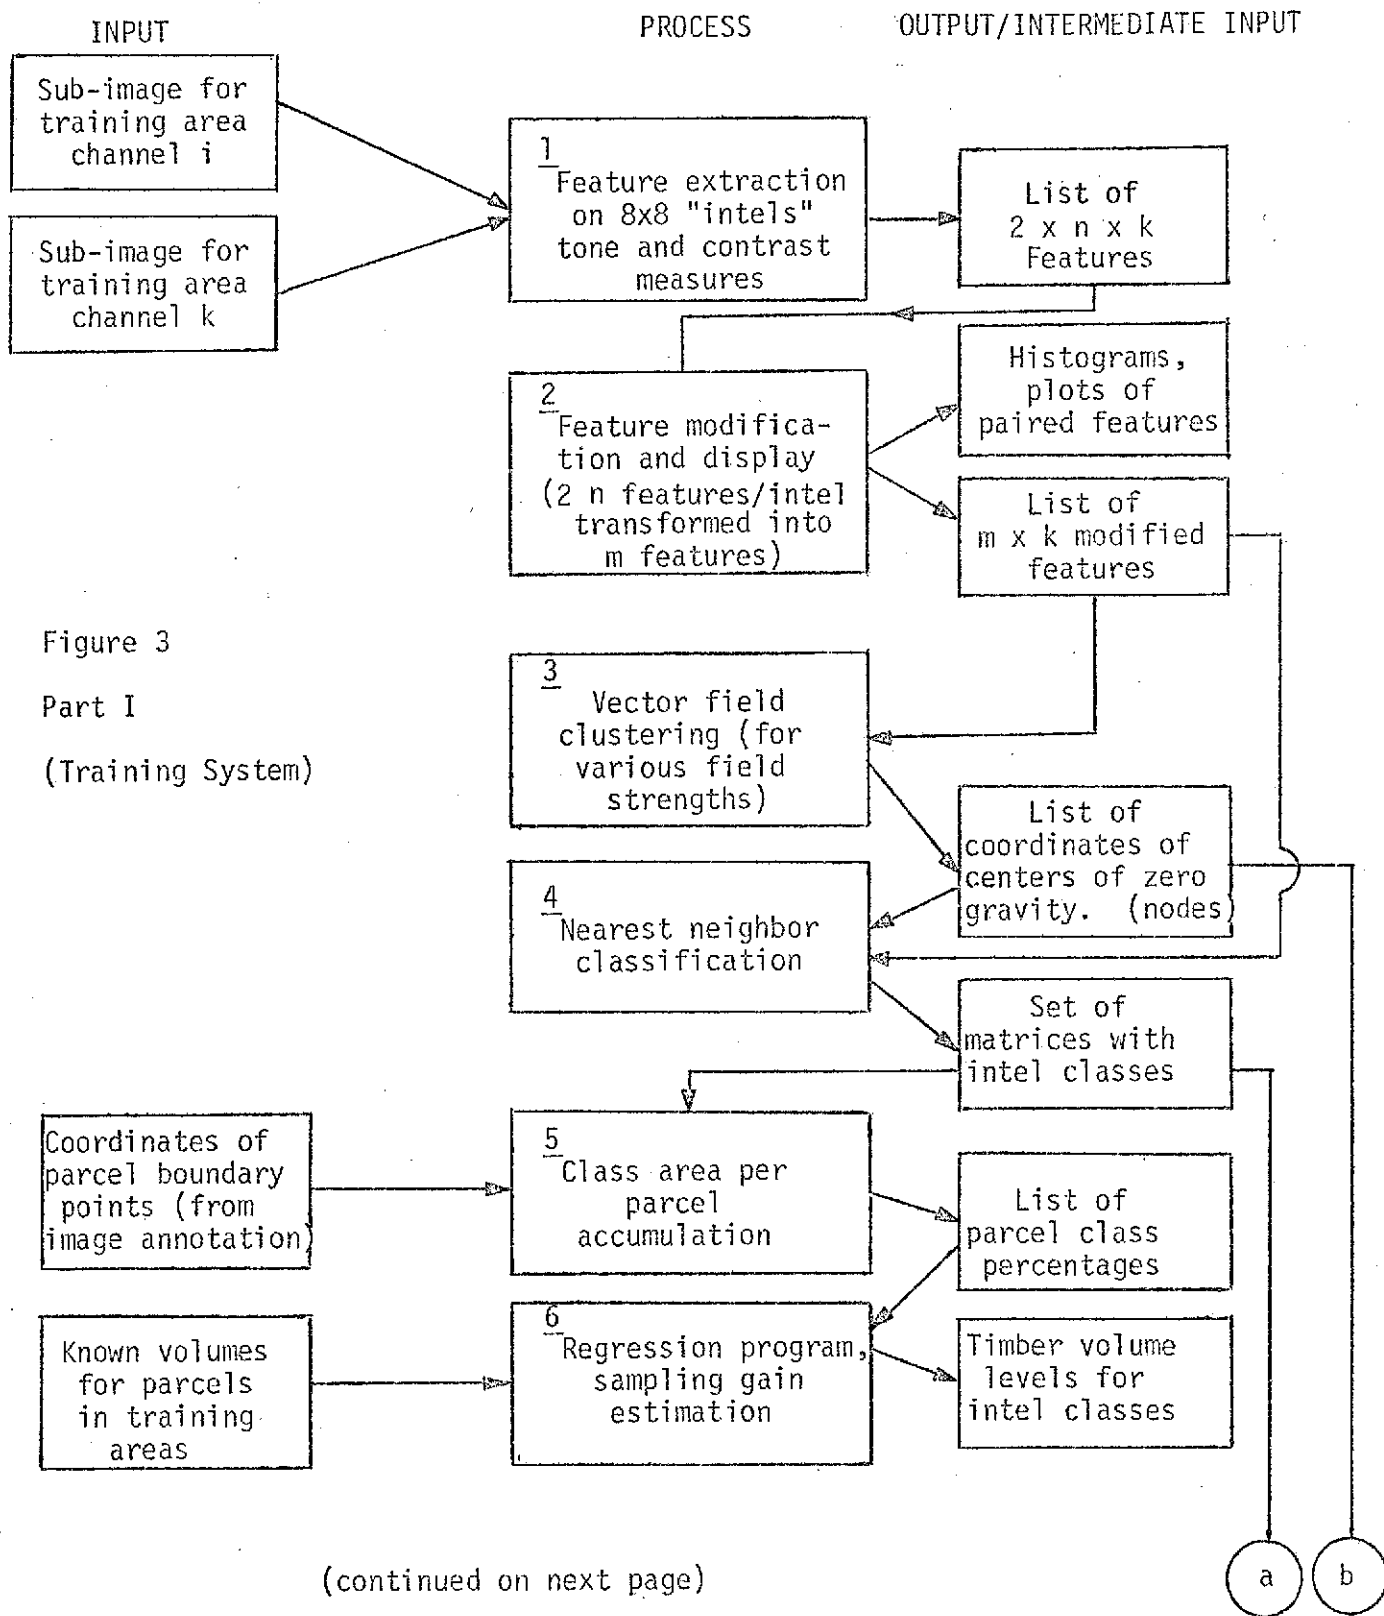 INPUT
PROCESS
OUTPUT/INTERMEDIATE INPUT
Sub-image for
training area
channel i
Sub-image for
training area
channel k
1
Feature extraction
on 8x8 "intels"
tone and contrast
measures
List of
2 x n x k
Features
2
Feature modifica-
tion and display
(2 n features/intel
transformed into
m features)
Histograms,
plots of
paired features
List of
m x k modified
features
Figure 3
Part I
(Training System)
3
Vector field
clustering (for
various field
strengths)
List of
coordinates of
centers of zero
gravity. (nodes)
4
Nearest neighbor
classification
Set of
matrices with
intel classes
Coordinates of
parcel boundary
points (from
image annotation)
5
Class area per
parcel
accumulation
List of
parcel class
percentages
Known volumes
for parcels
in training
areas
6
Regression program,
sampling gain
estimation
Timber volume
levels for
intel classes
(continued on next page)
a
b